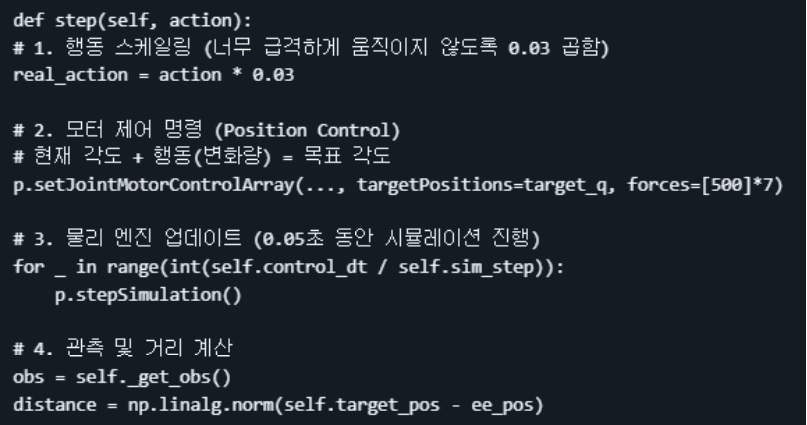 def step(self, action):
# 1. 행동 스케일링 (너무 급격하게 움직이지 않도록 0.03 곱함)
real_action = action * 0.03
# 2. 모터 제어 명령 (Position Control)
# 현재 각도 + 행동(변화량) = 목표 각도
p.setJointMotorControlArray(..., targetPositions=target_q, forces=[500]*7)
# 3. 물리 엔진 업데이트 (0.05초 동안 시뮬레이션 진행)
for _ in range(int(self.control_dt / self.sim_step)):
    p.stepSimulation()
# 4. 관측 및 거리 계산
obs = self._get_obs()
distance = np.linalg.norm(self.target_pos - ee_pos)